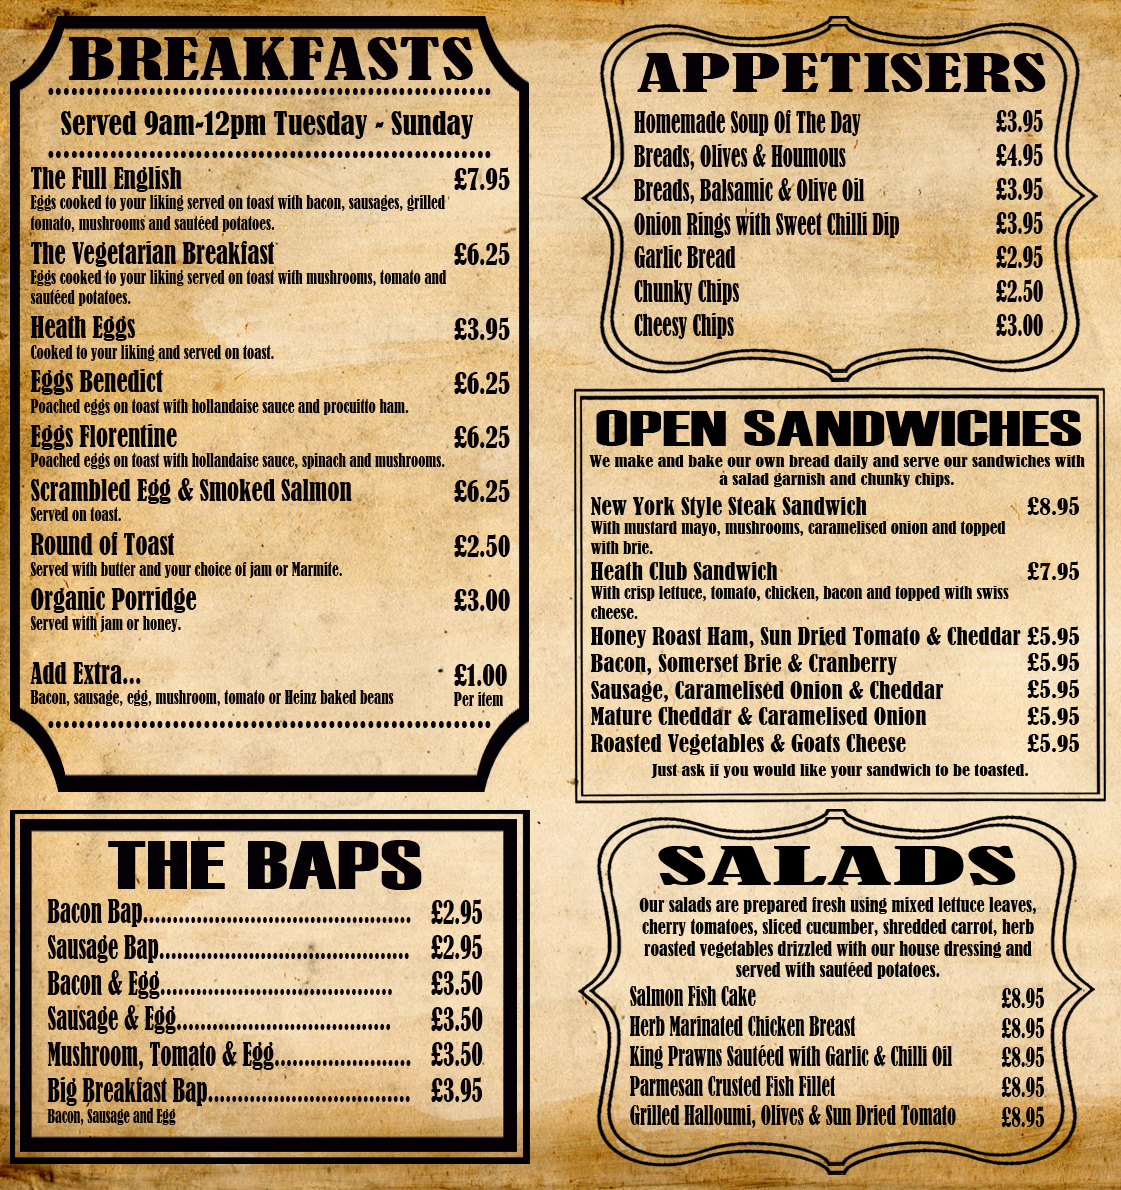 BREAKFASTS
Served 9am-12pm Tuesday - Sunday
The Full English £7.95
Eggs cooked to your liking served on toast with bacon, sausages, grilled
tomato, mushrooms and sautéed potatoes.
The Vegetarian Breakfast £6.25
Eggs cooked to your liking served on toast with mushrooms, tomato and
sautéed potatoes.
Heath Eggs £3.95
Cooked to your liking and served on toast.
Eggs Benedict £6.25
Poached eggs on toast with hollandaise sauce and procuitto ham.
Eggs Florentine £6.25
Poached eggs on toast with hollandaise sauce, spinach and mushrooms.
Scrambled Egg & Smoked Salmon £6.25
Served on toast.
Round of Toast £2.50
Served with butter and your choice of jam or Marmite.
Organic Porridge £3.00
Served with jam or honey.
Add Extra... £1.00
Bacon, sausage, egg, mushroom, tomato or Heinz baked beans Per item
THE BAPS
Bacon Bap............................................. £2.95
Sausage Bap.......................................... £2.95
Bacon & Egg....................................... £3.50
Sausage & Egg.................................... £3.50
Mushroom, Tomato & Egg....................... £3.50
Big Breakfast Bap.................................. £3.95
Bacon, Sausage and Egg
APPETISERS
Homemade Soup Of The Day £3.95
Breads, Olives & Houmous £4.95
Breads, Balsamic & Olive Oil £3.95
Onion Rings with Sweet Chilli Dip £3.95
Garlic Bread £2.95
Chunky Chips £2.50
Cheesy Chips £3.00
OPEN SANDWICHES
We make and bake our own bread daily and serve our sandwiches with
a salad garnish and chunky chips.
New York Style Steak Sandwich £8.95
With mustard mayo, mushrooms, caramelised onion and topped
with brie.
Heath Club Sandwich £7.95
With crisp lettuce, tomato, chicken, bacon and topped with swiss
cheese.
Honey Roast Ham, Sun Dried Tomato & Cheddar £5.95
Bacon, Somerset Brie & Cranberry £5.95
Sausage, Caramelised Onion & Cheddar £5.95
Mature Cheddar & Caramelised Onion £5.95
Roasted Vegetables & Goats Cheese £5.95
Just ask if you would like your sandwich to be toasted.
SALADS
Our salads are prepared fresh using mixed lettuce leaves,
cherry tomatoes, sliced cucumber, shredded carrot, herb
roasted vegetables drizzled with our house dressing and
served with sautéed potatoes.
Salmon Fish Cake £8.95
Herb Marinated Chicken Breast £8.95
King Prawns Sautéed with Garlic & Chilli Oil £8.95
Parmesan Crusted Fish Fillet £8.95
Grilled Halloumi, Olives & Sun Dried Tomato £8.95